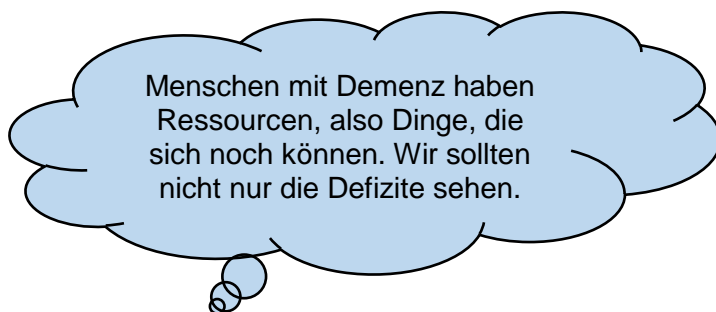 Menschen mit Demenz haben
Ressourcen, also Dinge, die
sich noch können. Wir sollten
nicht nur die Defizite sehen.